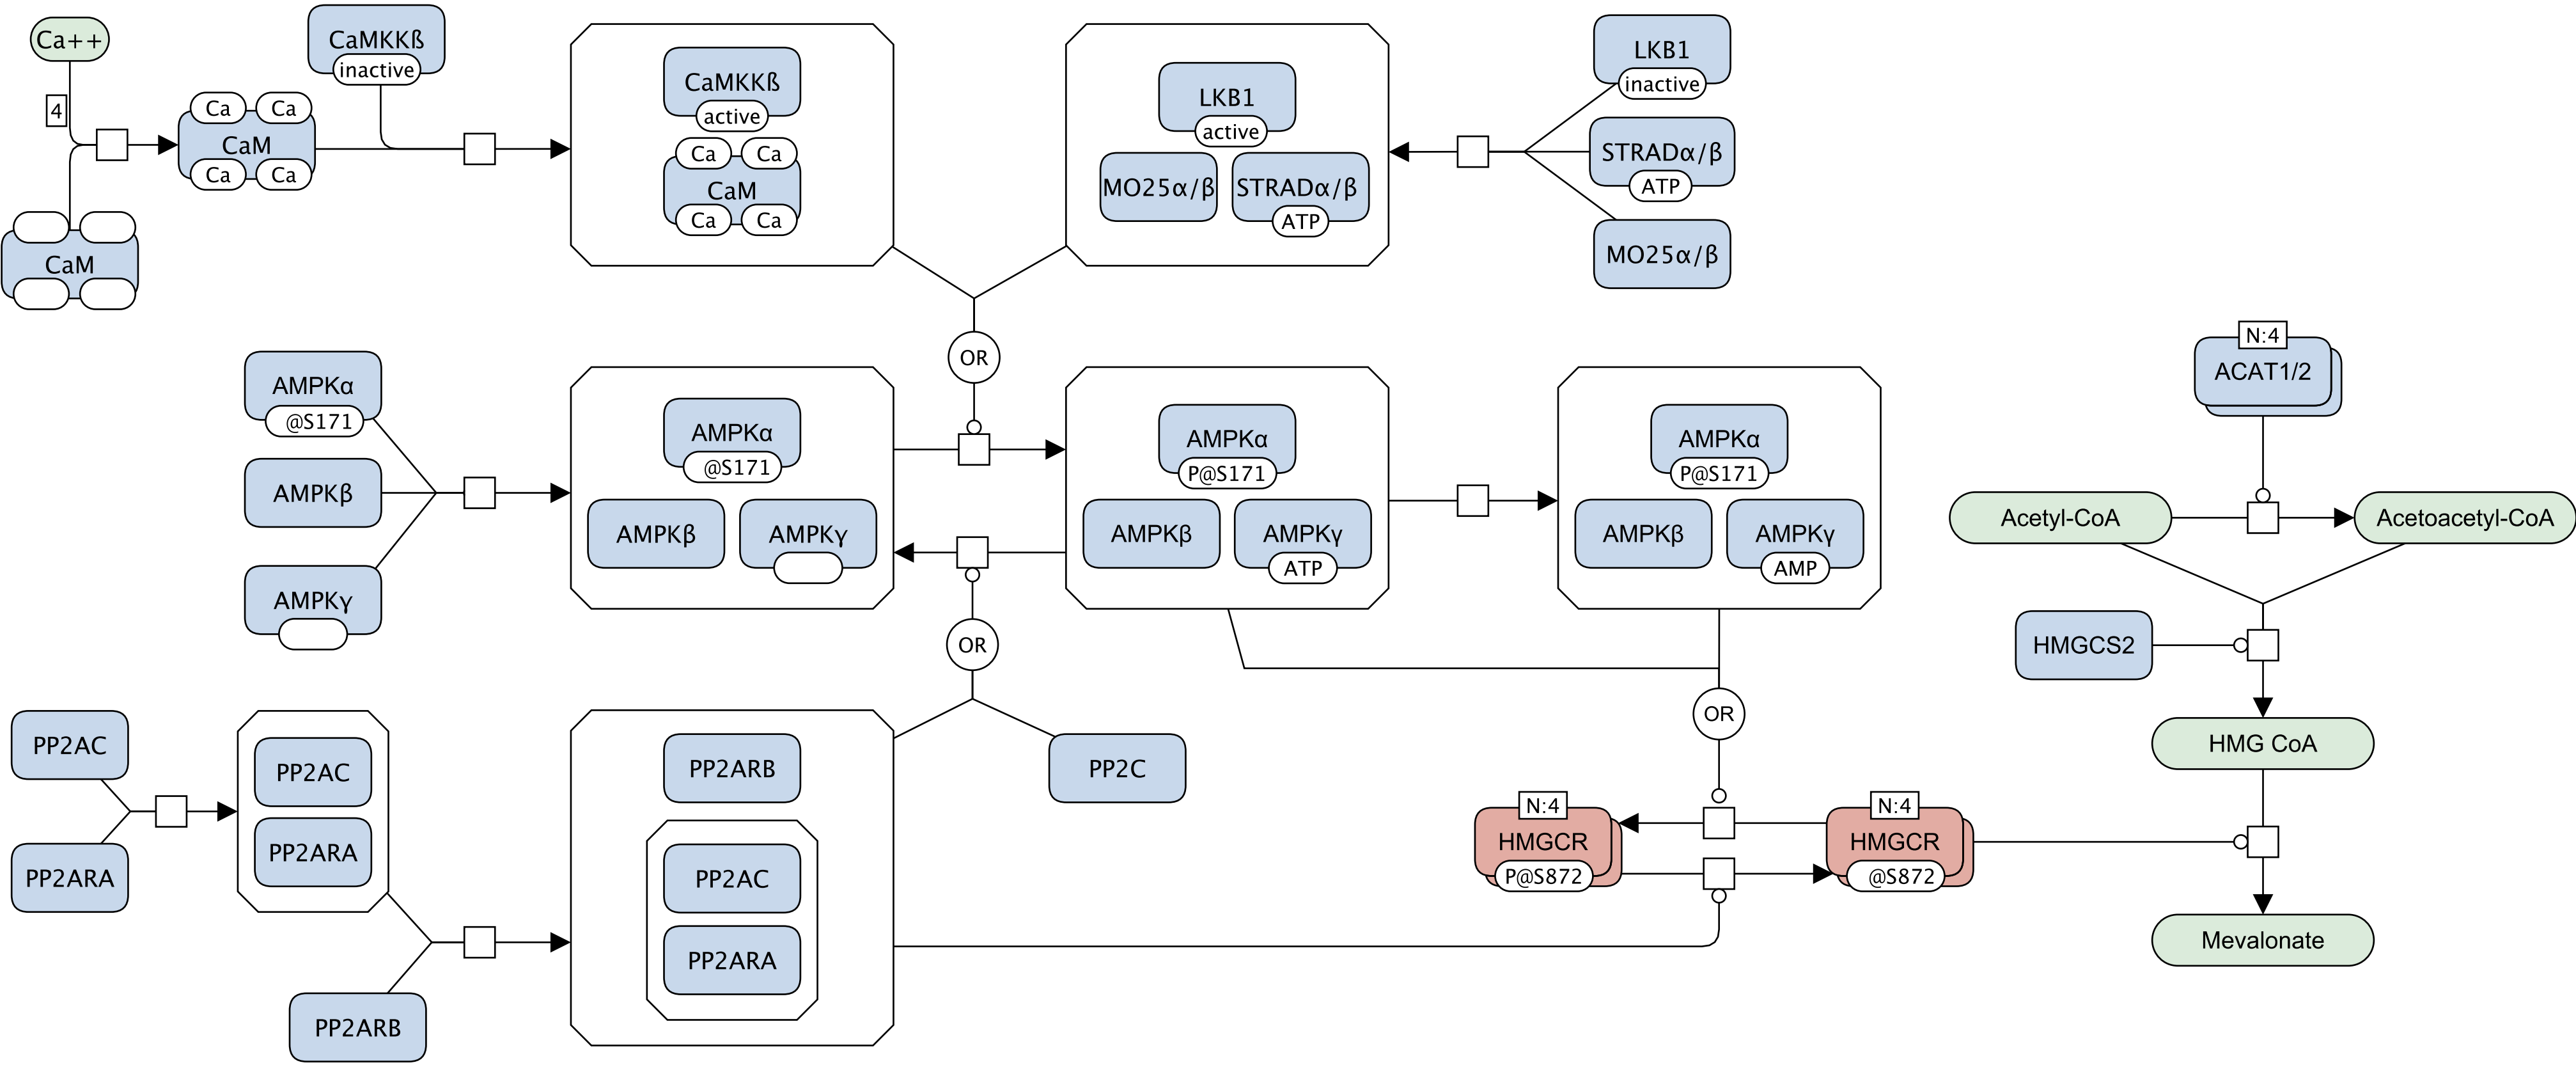 Ca++
4
CaM
Ca
Ca
CaM
Ca
Ca
CaMKKß
inactive
CaMKKß
active
Ca
Ca
CaM
Ca
Ca
LKB1
active
MO25α/β
STRADα/β
ATP
LKB1
inactive
STRADα/β
ATP
MO25α/β
OR
AMPKα
@S171
AMPKβ
AMPKγ
AMPKα
@S171
AMPKβ
AMPKγ
AMPKα
P@S171
AMPKβ
AMPKγ
ATP
AMPKα
P@S171
AMPKβ
AMPKγ
AMP
N:4
ACAT1/2
Acetyl-CoA
Acetoacetyl-CoA
HMGCS2
HMG CoA
Mevalonate
OR
OR
PP2AC
PP2ARA
PP2AC
PP2ARA
PP2ARB
PP2ARB
PP2AC
PP2ARA
PP2C
N:4
HMGCR
P@S872
N:4
HMGCR
@S872